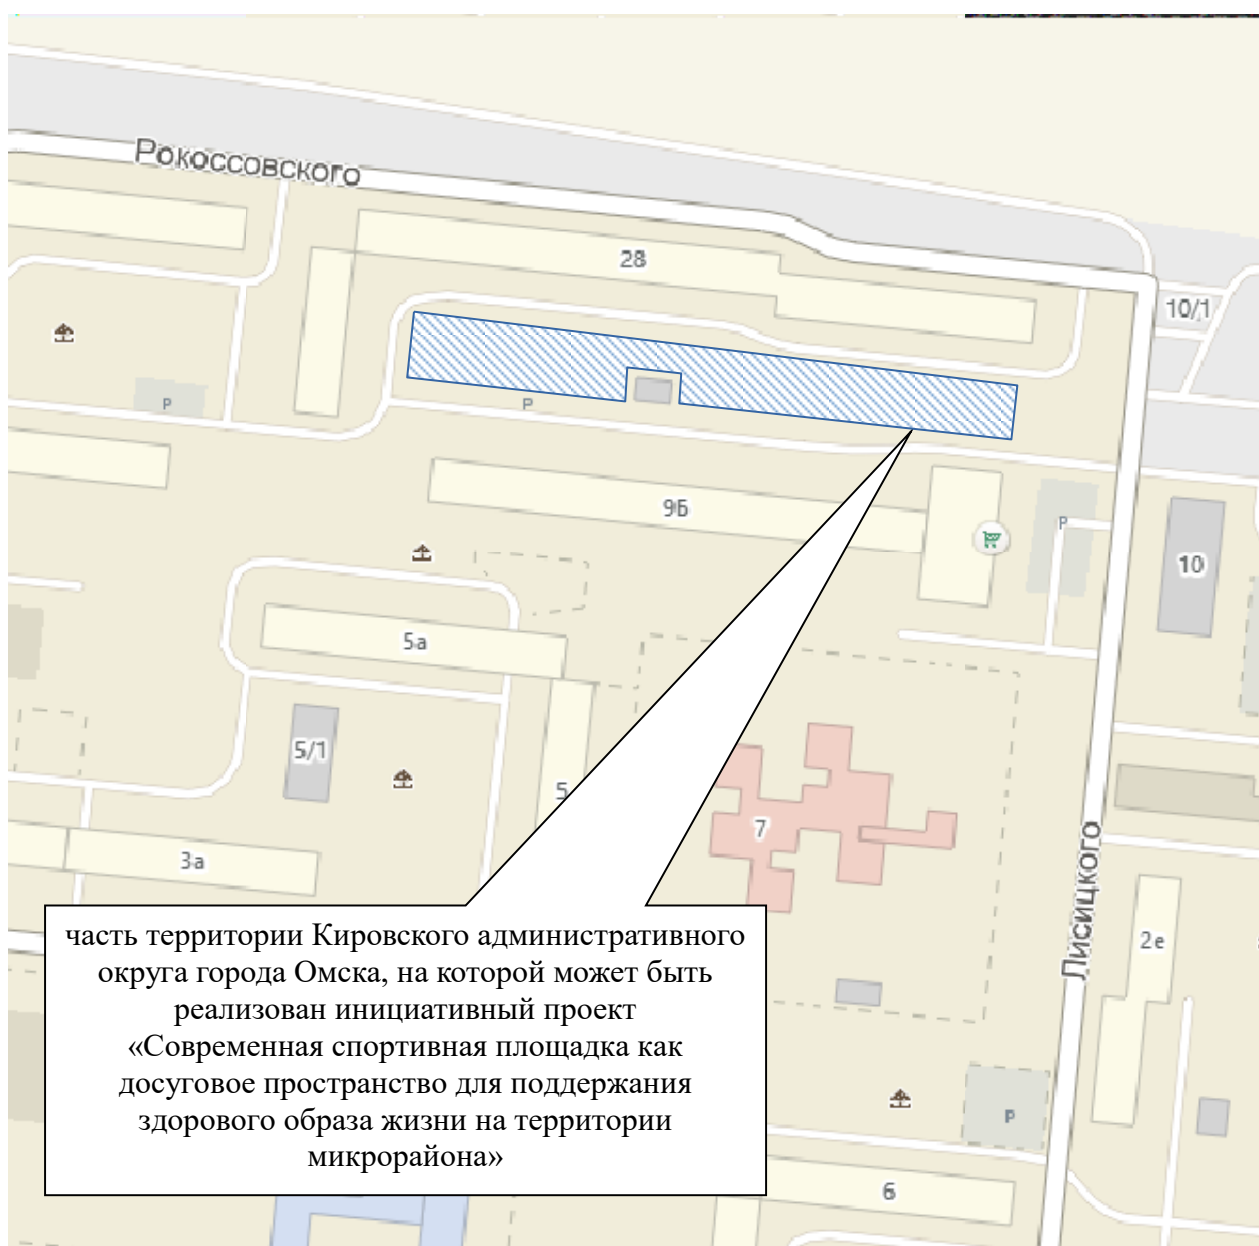 Рокоссовского
28
10/1
Р
Р
9Б
Р
10
5а
5/1
5
7
3а
Лисицкого
2е
часть территории Кировского административного
округа города Омска, на которой может быть
реализован инициативный проект
«Современная спортивная площадка как
досуговое пространство для поддержания
здорового образа жизни на территории
микрорайона»
Р
6